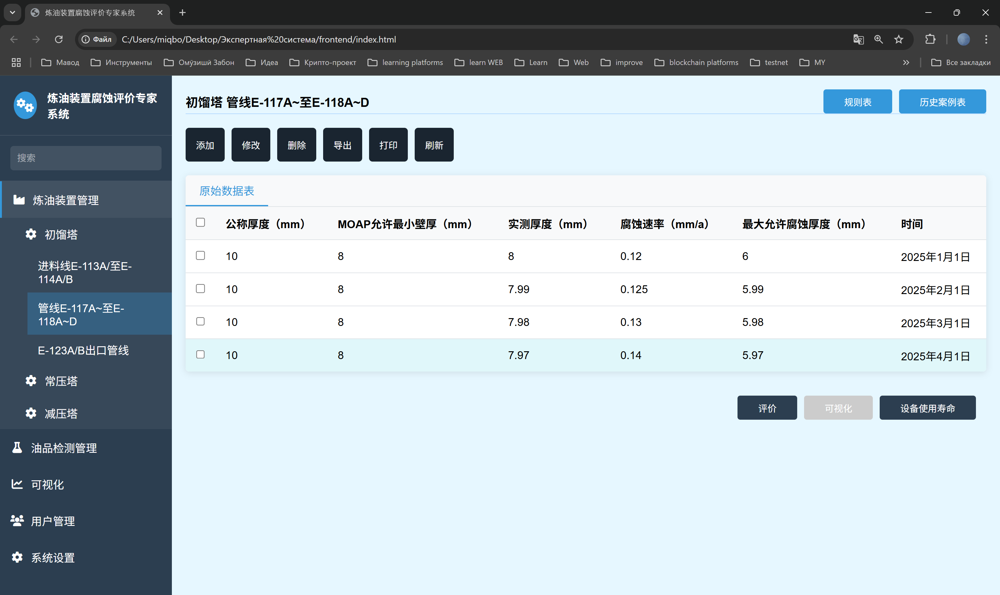 炼油装置腐蚀评价专家系统
Файл C:/Users/miqbo/Desktop/Экспертная%20система/frontend/index.html
Мавод Инструменты Омӯзишӣ Забон Идеа Крипто-проект learning platforms learn WEB Learn Web improve blockchain platforms testnet MY Все закладки
炼油装置腐蚀评价专家
系统
搜索
炼油装置管理
初馏塔
进料线E-113A/至E-
114A/B
管线E-117A~至E-
118A~D
E-123A/B出口管线
常压塔
减压塔
油品检测管理
可视化
用户管理
系统设置
初馏塔 管线E-117A~至E-118A~D
规则表 历史案例表
添加 修改 删除 导出 打印 刷新
原始数据表
公称厚度（mm） MOAP允许最小壁厚（mm） 实测厚度（mm） 腐蚀速率（mm/a） 最大允许腐蚀厚度（mm） 时间
10 8 8 0.12 6 2025年1月1日
10 8 7.99 0.125 5.99 2025年2月1日
10 8 7.98 0.13 5.98 2025年3月1日
10 8 7.97 0.14 5.97 2025年4月1日
评价 可视化 设备使用寿命